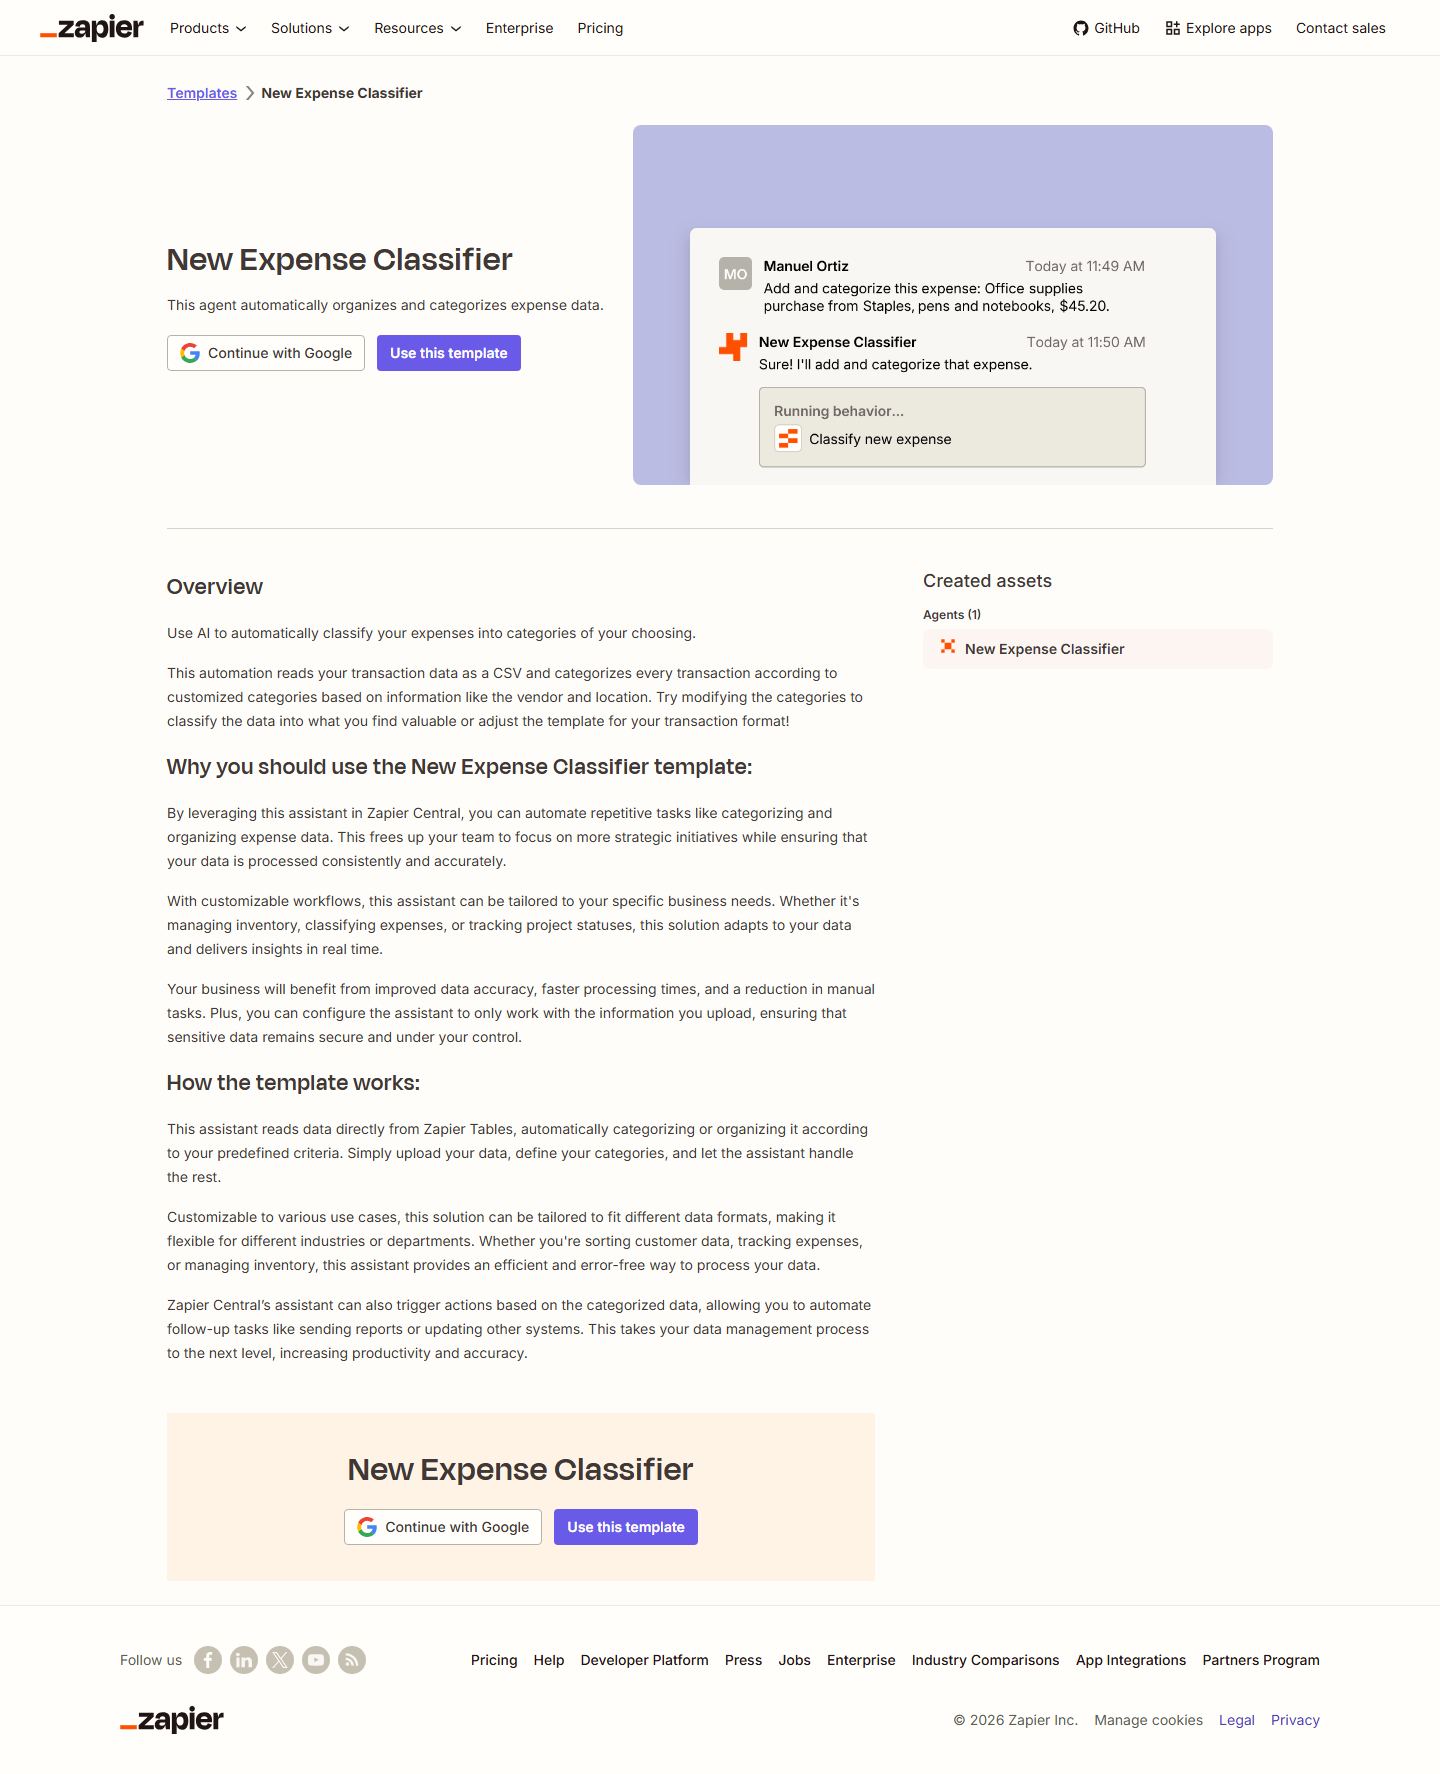 zapier Products Solutions Resources Enterprise Pricing GitHub Explore apps Contact sales
Templates New Expense Classifier
New Expense Classifier
This agent automatically organizes and categorizes expense data.
Continue with Google Use this template
MO Manuel Ortiz Today at 11:49 AM
Add and categorize this expense: Office supplies
purchase from Staples, pens and notebooks, $45.20.
New Expense Classifier Today at 11:50 AM
Sure! I'll add and categorize that expense.
Running behavior...
Classify new expense
Overview
Use AI to automatically classify your expenses into categories of your choosing.
This automation reads your transaction data as a CSV and categorizes every transaction according to
customized categories based on information like the vendor and location. Try modifying the categories to
classify the data into what you find valuable or adjust the template for your transaction format!
Why you should use the New Expense Classifier template:
By leveraging this assistant in Zapier Central, you can automate repetitive tasks like categorizing and
organizing expense data. This frees up your team to focus on more strategic initiatives while ensuring that
your data is processed consistently and accurately.
With customizable workflows, this assistant can be tailored to your specific business needs. Whether it's
managing inventory, classifying expenses, or tracking project statuses, this solution adapts to your data
and delivers insights in real time.
Your business will benefit from improved data accuracy, faster processing times, and a reduction in manual
tasks. Plus, you can configure the assistant to only work with the information you upload, ensuring that
sensitive data remains secure and under your control.
How the template works:
This assistant reads data directly from Zapier Tables, automatically categorizing or organizing it according
to your predefined criteria. Simply upload your data, define your categories, and let the assistant handle
the rest.
Customizable to various use cases, this solution can be tailored to fit different data formats, making it
flexible for different industries or departments. Whether you're sorting customer data, tracking expenses,
or managing inventory, this assistant provides an efficient and error-free way to process your data.
Zapier Central’s assistant can also trigger actions based on the categorized data, allowing you to automate
follow-up tasks like sending reports or updating other systems. This takes your data management process
to the next level, increasing productivity and accuracy.
Created assets
Agents (1)
New Expense Classifier
New Expense Classifier
Continue with Google Use this template
Follow us Pricing Help Developer Platform Press Jobs Enterprise Industry Comparisons App Integrations Partners Program
zapier © 2026 Zapier Inc. Manage cookies Legal Privacy